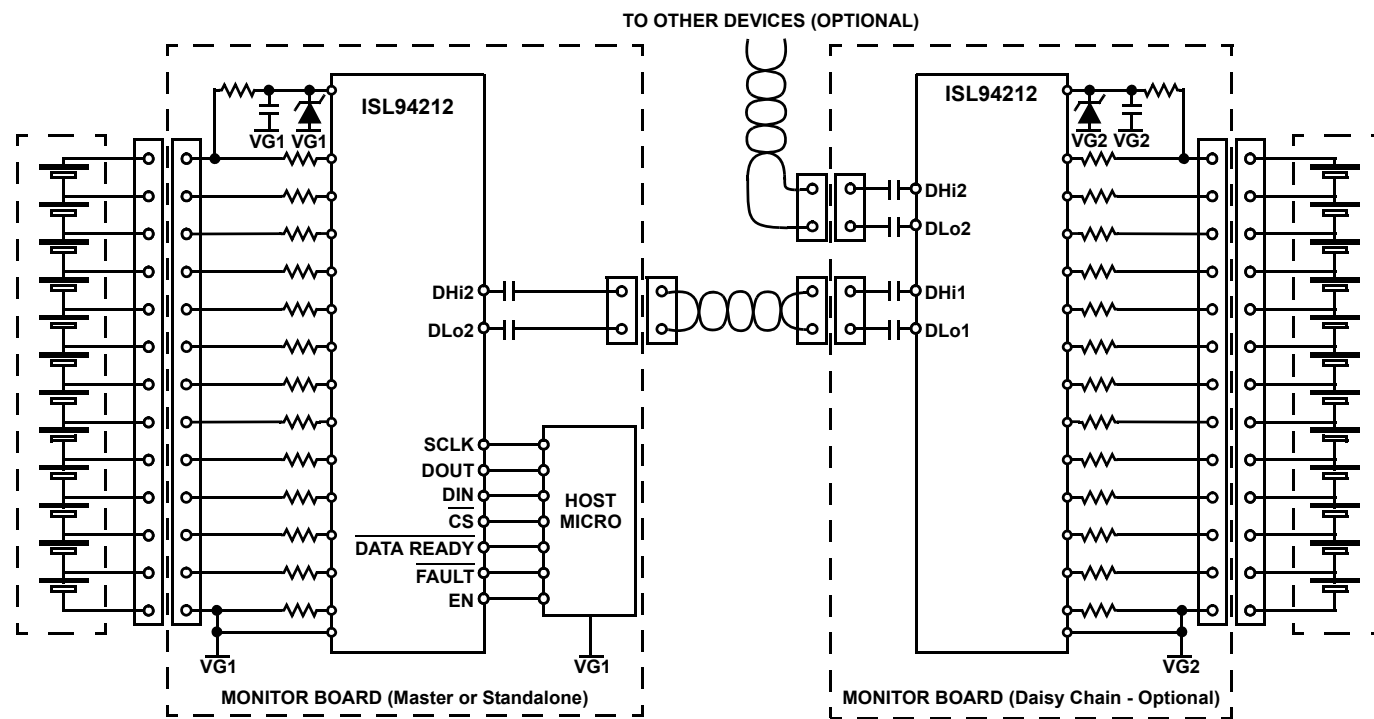 TO OTHER DEVICES (OPTIONAL)
ISL94212
VG1
VG1
DHi2
DLo2
SCLK
DOUT
DIN
CS
DATA READY
FAULT
EN
HOST
MICRO
VG1
VG1
MONITOR BOARD (Master or Standalone)
ISL94212
VG2
VG2
DHi2
DLo2
DHi1
DLo1
VG2
MONITOR BOARD (Daisy Chain - Optional)